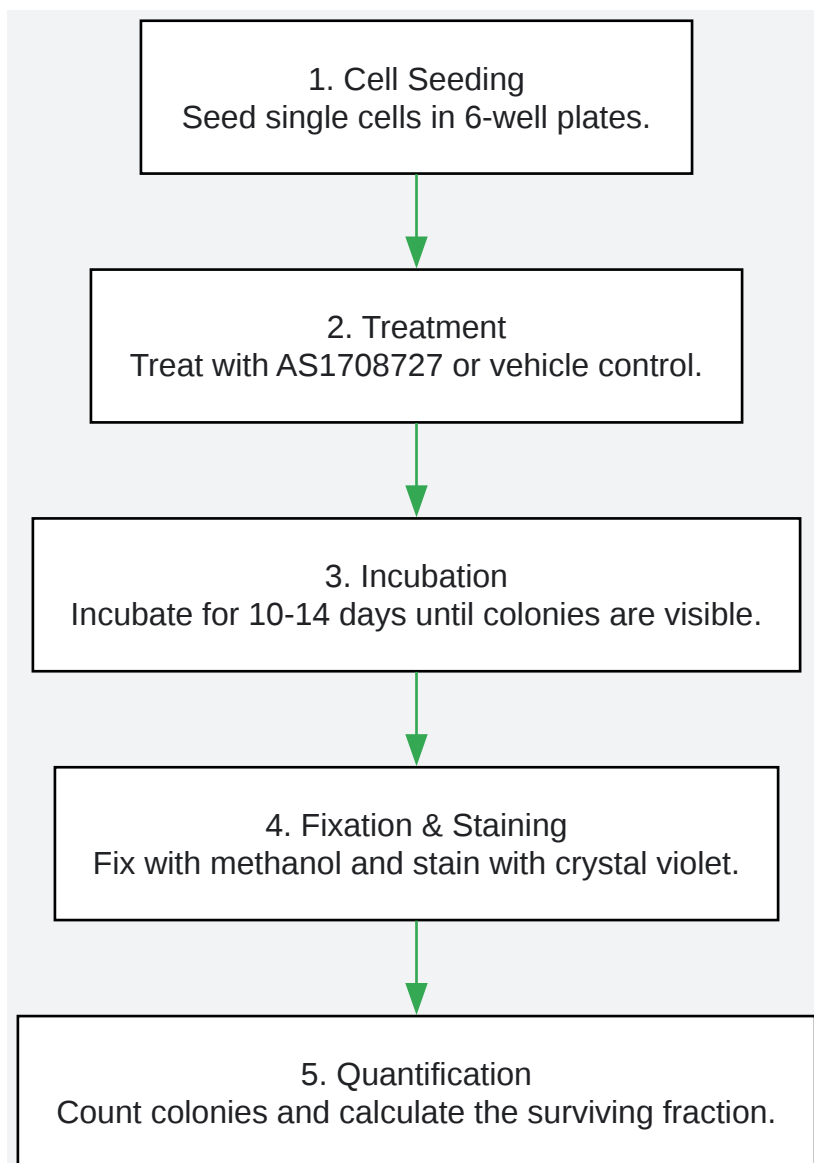 1. Cell Seeding
Seed single cells in 6-well plates.
2. Treatment
Treat with AS1708727 or vehicle control.
3. Incubation
Incubate for 10-14 days until colonies are visible.
4. Fixation & Staining
Fix with methanol and stain with crystal violet.
5. Quantification
Count colonies and calculate the surviving fraction.